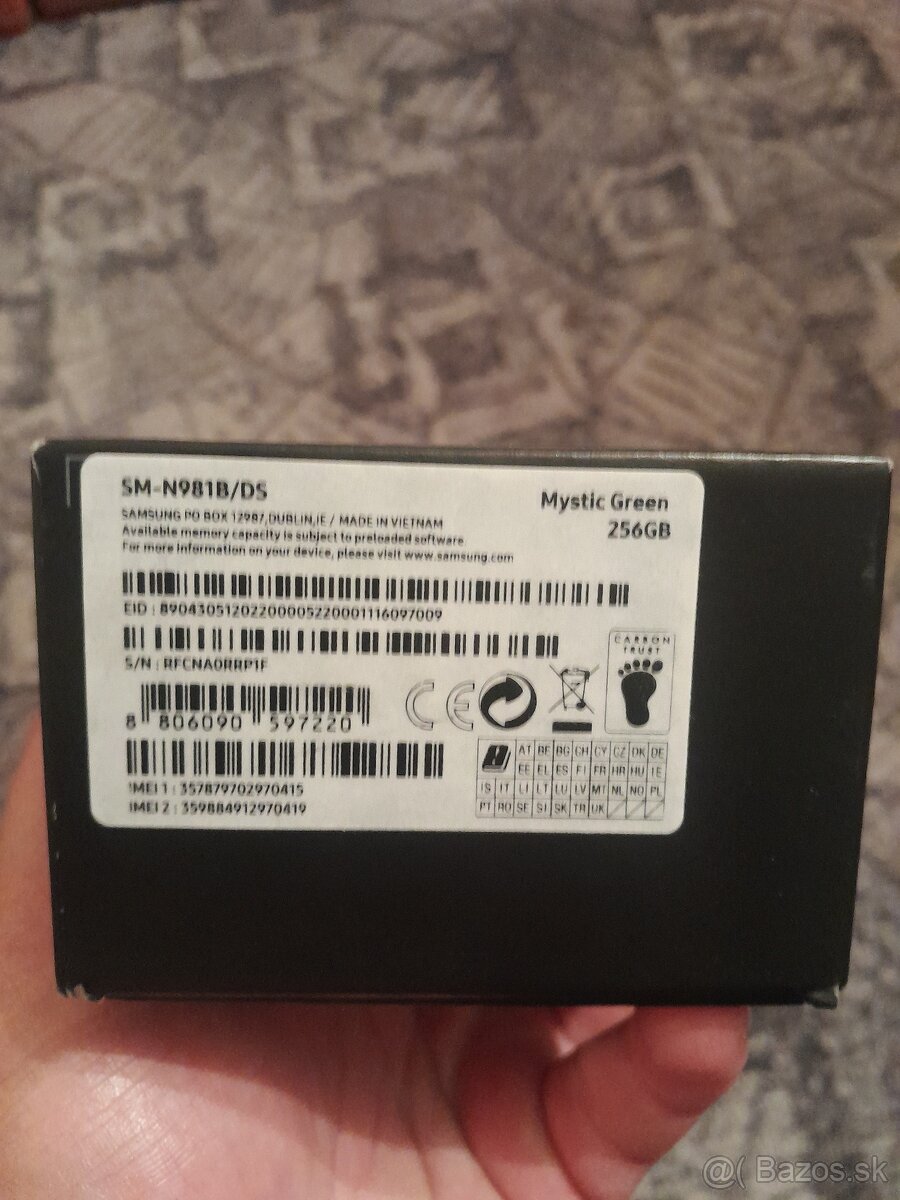 SM-N981B/DS
Mystic Green
256GB
SAMSUNG PO BOX 12987,DUBLIN,IE / MADE IN VIETNAM
Available memory capacity is subject to preloaded software.
For more information on your device, please visit www.samsung.com
EID : 89043051202200005220001116097009
S/N : RFCNA0RRP1F
CARBON
TRUST
8 806090 597220
CE
AT BE BG CH CY CZ DK DE
EE EL ES FI FR HR HU IE
IS IT LI LT LU LV MT NL NO PL
PT RO SE SI SK TR UK
IMEI 1 : 357879702970415
IMEI 2 : 359884912970419
@( Bazos.sk